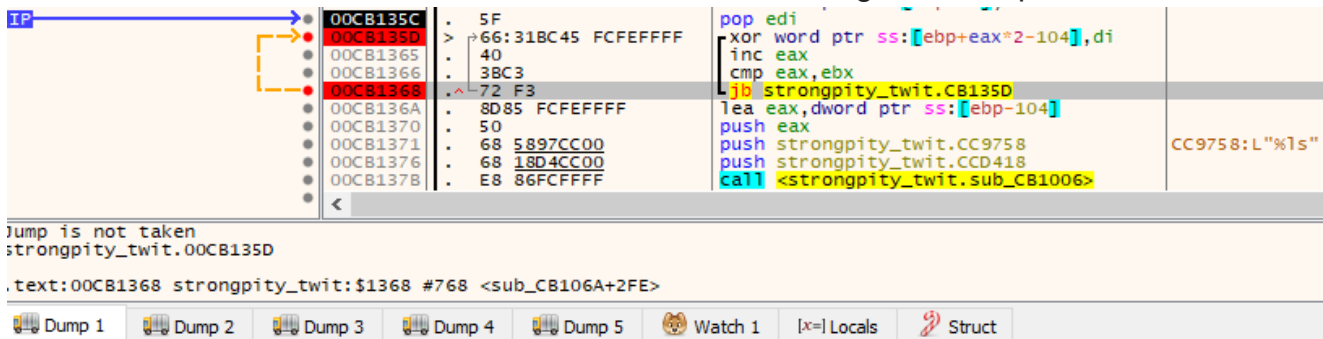 IP 00CB135C . 5F pop edi
00CB135D > 66:31BC45 FCFEFFFF xor word ptr ss:[ebp+eax*2-104],di
00CB1365 . 40 inc eax
00CB1366 . 3BC3 cmp eax,ebx
00CB1368 .^ 72 F3 jb strongpity_twit.CB135D
00CB136A . 8D85 FCFEFFFF lea eax,dword ptr ss:[ebp-104]
00CB1370 . 50 push eax
00CB1371 . 68 5897CC00 push strongpity_twit.CC9758 CC9758:L"%ls"
00CB1376 . 68 18D4CC00 push strongpity_twit.CCD418
00CB137B . E8 86FCFFFF call <strongpity_twit.sub_CB1006>
Jump is not taken
strongpity_twit.00CB135D
.text:00CB1368 strongpity_twit:$1368 #768 <sub_CB106A+2FE>
Dump 1 Dump 2 Dump 3 Dump 4 Dump 5 Watch 1 [x=] Locals Struct